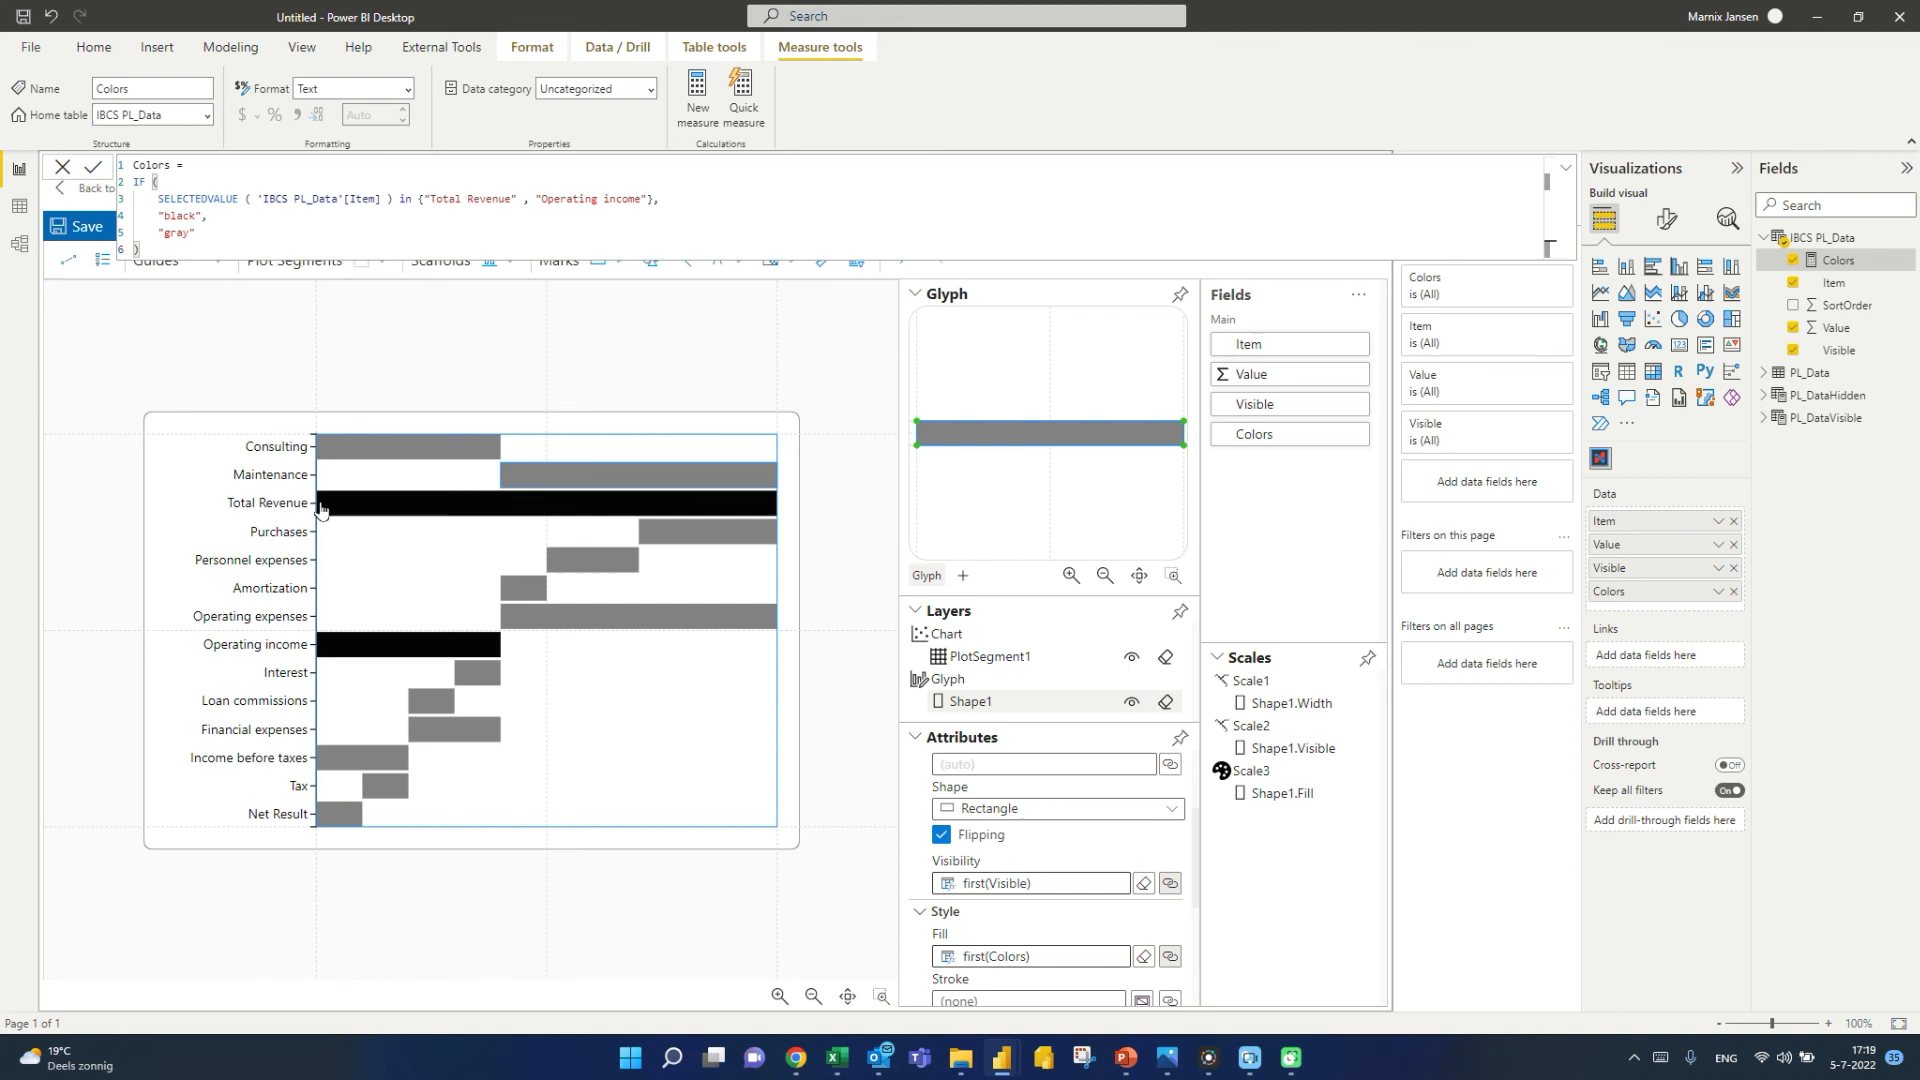 Untitled - Power BI Desktop
Search
Marnix Jansen
File
Home
Insert
Modeling
View
Help
External Tools
Format
Data / Drill
Table tools
Measure tools
Name
Colors
Format
Text
Data category
Uncategorized
Home table
IBCS PL_Data
$
%
Auto
New
measure
Quick
measure
Structure
Formatting
Properties
Calculations
1 Colors =
2 IF (
3 SELECTEDVALUE ( 'IBCS PL_Data'[Item] ) in {"Total Revenue" , "Operating income"},
4 "black",
5 "gray"
6 )
Back to
Save
Guides
Plot Segments
Scaffolds
Marks
Consulting
Maintenance
Total Revenue
Purchases
Personnel expenses
Amortization
Operating expenses
Operating income
Interest
Loan commissions
Financial expenses
Income before taxes
Tax
Net Result
Glyph
Glyph
Layers
Chart
PlotSegment1
Glyph
Shape1
Attributes
(auto)
Shape
Rectangle
Flipping
Visibility
first(Visible)
Style
Fill
first(Colors)
Stroke
(none)
Fields
Main
Item
Value
Visible
Colors
Scales
Scale1
Shape1.Width
Scale2
Shape1.Visible
Scale3
Shape1.Fill
Colors
is (All)
Item
is (All)
Value
is (All)
Visible
is (All)
Add data fields here
Filters on this page
Add data fields here
Filters on all pages
Add data fields here
Visualizations
Build visual
123
R
Py
Data
Item
Value
Visible
Colors
Links
Add data fields here
Tooltips
Add data fields here
Drill through
Cross-report
Off
Keep all filters
On
Add drill-through fields here
Fields
Search
IBCS PL_Data
Colors
Item
SortOrder
Value
Visible
PL_Data
PL_DataHidden
PL_DataVisible
Page 1 of 1
100%
19°C
Deels zonnig
ENG
17:19
5-7-2022
35